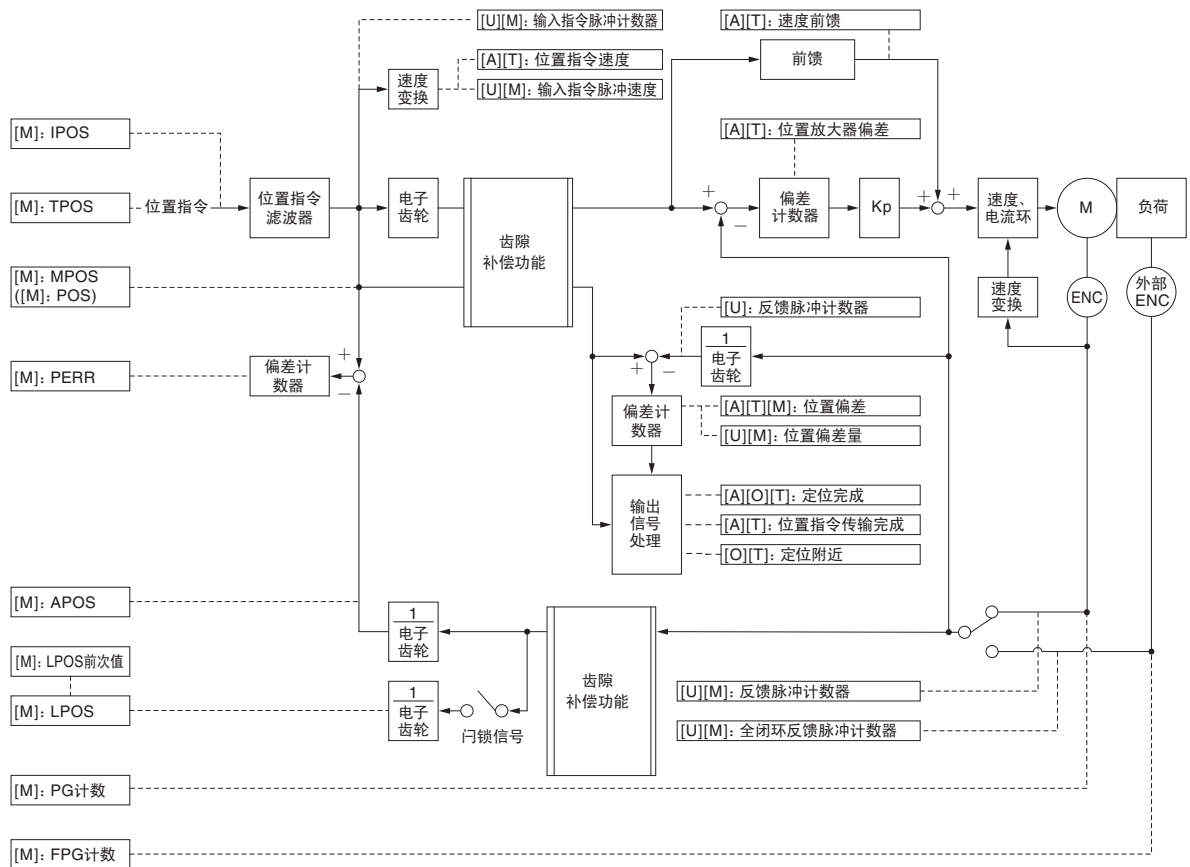 [U][M]：输入指令脉冲计数器
[A][T]：速度前馈
[A][T]：位置指令速度
[U][M]：输入指令脉冲速度
速度
变换
前馈
[M]：IPOS
[A][T]：位置放大器偏差
[M]：TPOS
位置指令
位置指令
滤波器
电子
齿轮
齿隙
补偿功能
+
−
偏差
计数器
Kp
+
+
速度、
电流环
M
负荷
[M]：MPOS
([M]：POS)
速度
变换
ENC
外部
ENC
[U]：反馈脉冲计数器
1
电子
齿轮
+
−
[M]：PERR
偏差计
数器
+
−
偏差计
数器
[A][T][M]：位置偏差
[U][M]：位置偏差量
输出
信号
处理
[A][O][T]：定位完成
[A][T]：位置指令传输完成
[O][T]：定位附近
[M]：APOS
1
电子
齿轮
齿隙
补偿功能
[M]：LPOS前次值
[M]：LPOS
1
电子
齿轮
闩锁信号
[U][M]：反馈脉冲计数器
[U][M]：全闭环反馈脉冲计数器
[M]：PG计数
[M]：FPG计数